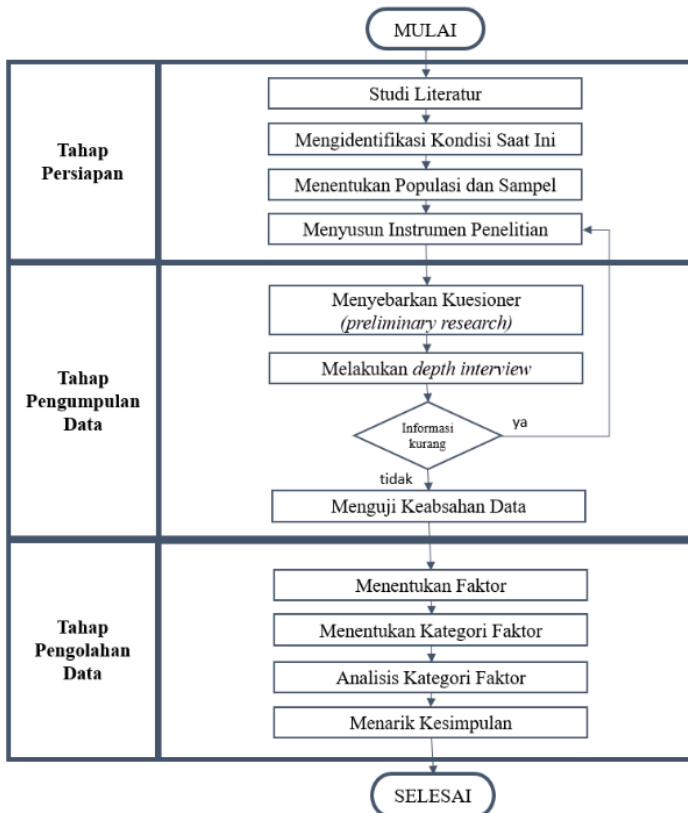 MULAI
Tahap
Persiapan
Studi Literatur
Mengidentifikasi Kondisi Saat Ini
Menentukan Populasi dan Sampel
Menyusun Instrumen Penelitian
Tahap
Pengumpulan
Data
Menyebarkan Kuesioner
(preliminary research)
Melakukan depth interview
Informasi
kurang
ya
tidak
Menguji Keabsahan Data
Tahap
Pengolahan
Data
Menentukan Faktor
Menentukan Kategori Faktor
Analisis Kategori Faktor
Menarik Kesimpulan
SELESAI